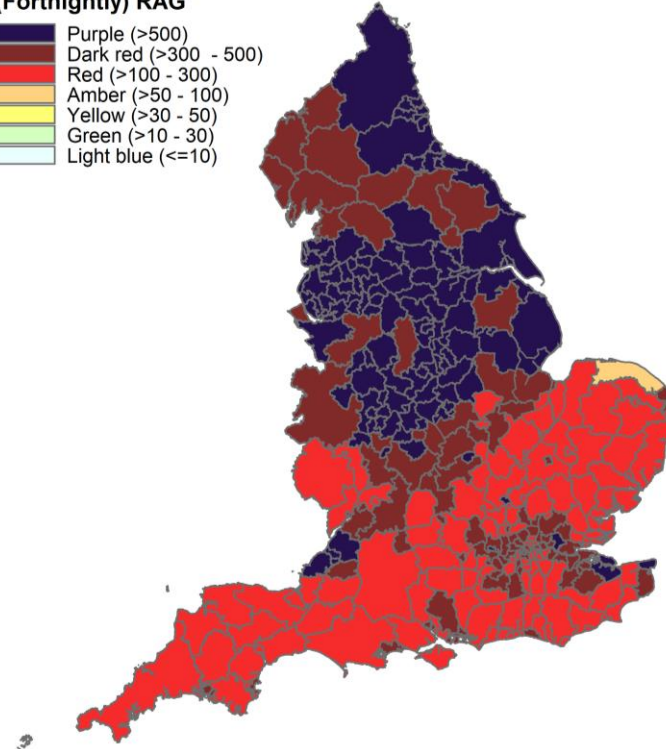 (Fortnightly) RAG
Purple (>500)
Dark red (>300 - 500)
Red (>100 - 300)
Amber (>50 - 100)
Yellow (>30 - 50)
Green (>10 - 30)
Light blue (<=10)